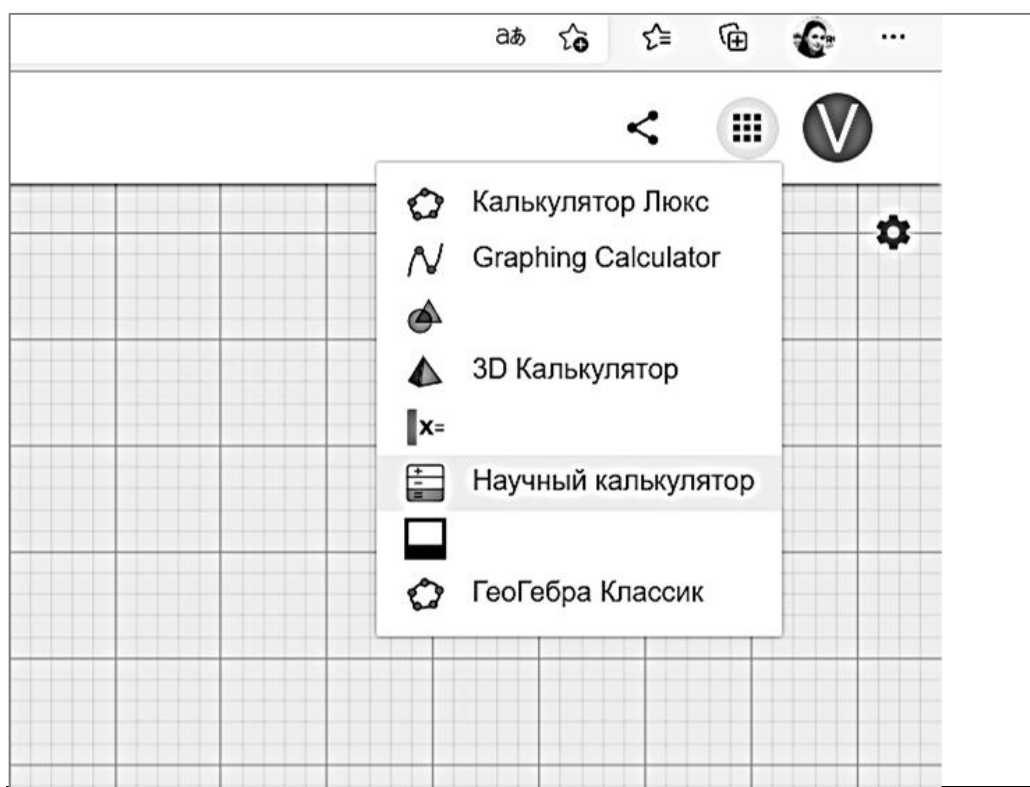 aあ
V
Калькулятор Люкс
Graphing Calculator
3D Калькулятор
x=
Научный калькулятор
ГеоГебра Классик